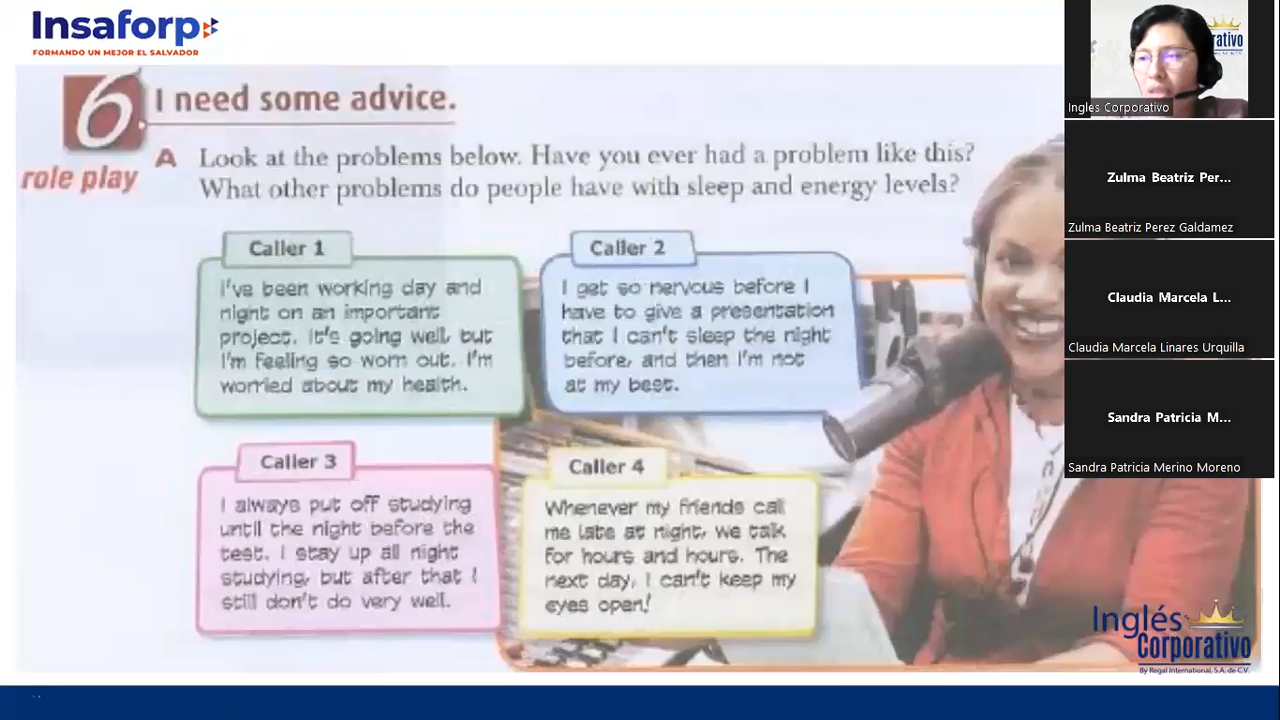 Insaforp
FORMANDO UN MEJOR EL SALVADOR
6 I need some advice.
role play
A Look at the problems below. Have you ever had a problem like this?
What other problems do people have with sleep and energy levels?
Caller 1
I've been working day and
night on an important
project. It's going well, but
I'm feeling so worn out. I'm
worried about my health.
Caller 2
I get so nervous before I
have to give a presentation
that I can't sleep the night
before, and then I'm not
at my best.
Caller 3
I always put off studying
until the night before the
test. I stay up all night
studying, but after that I
still don't do very well.
Caller 4
Whenever my friends call
me late at night, we talk
for hours and hours. The
next day, I can't keep my
eyes open!
Inglés
Corporativo
By Regal International, S.A. de C.V.
rativo
Ingles Corporativo
Zulma Beatriz Per...
Zulma Beatriz Perez Galdamez
Claudia Marcela L...
Claudia Marcela Linares Urquilla
Sandra Patricia M...
Sandra Patricia Merino Moreno